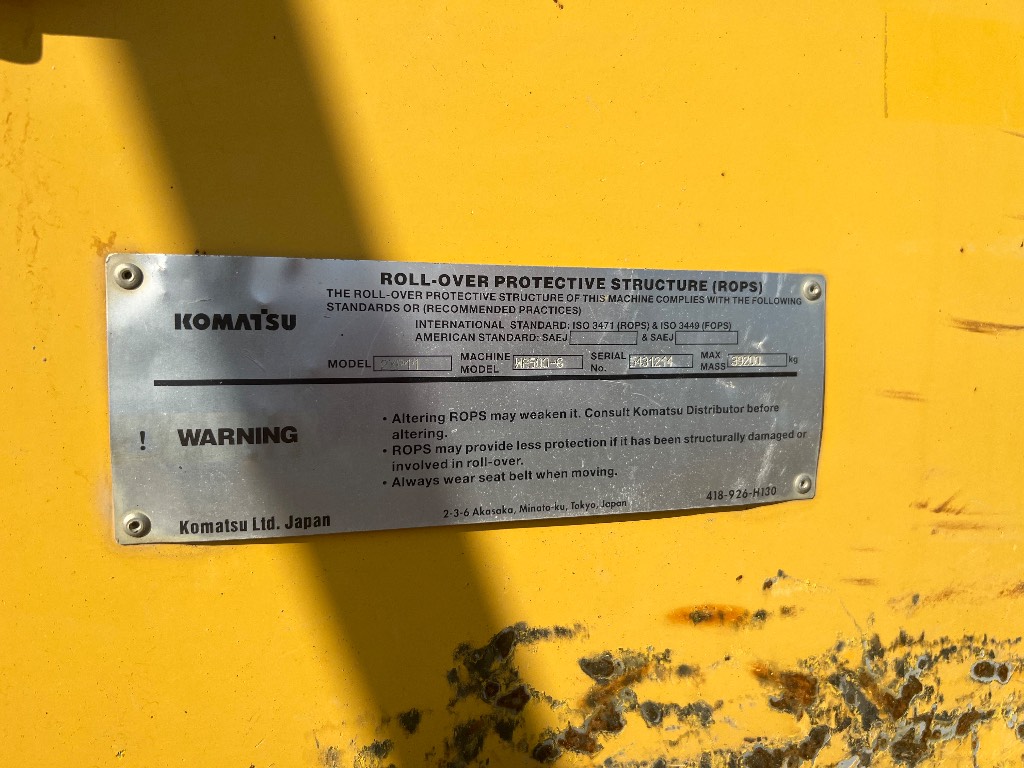 ROLL-OVER PROTECTIVE STRUCTURE (ROPS)
THE ROLL-OVER PROTECTIVE STRUCTURE OF THIS MACHINE COMPLIES WITH THE FOLLOWING
STANDARDS OR (RECOMMENDED PRACTICES)
KOMATSU
INTERNATIONAL STANDARD: ISO 3471 (ROPS) & ISO 3449 (FOPS)
AMERICAN STANDARD: SAEJ & SAEJ
MODEL MACHINE MODEL WA500-6 SERIAL No. MAX MASS 39200 kg
! WARNING
• Altering ROPS may weaken it. Consult Komatsu Distributor before
altering.
• ROPS may provide less protection if it has been structurally damaged or
involved in roll-over.
• Always wear seat belt when moving.
Komatsu Ltd. Japan
2-3-6 Akasaka, Minato-ku, Tokyo, Japan
418-926-H130